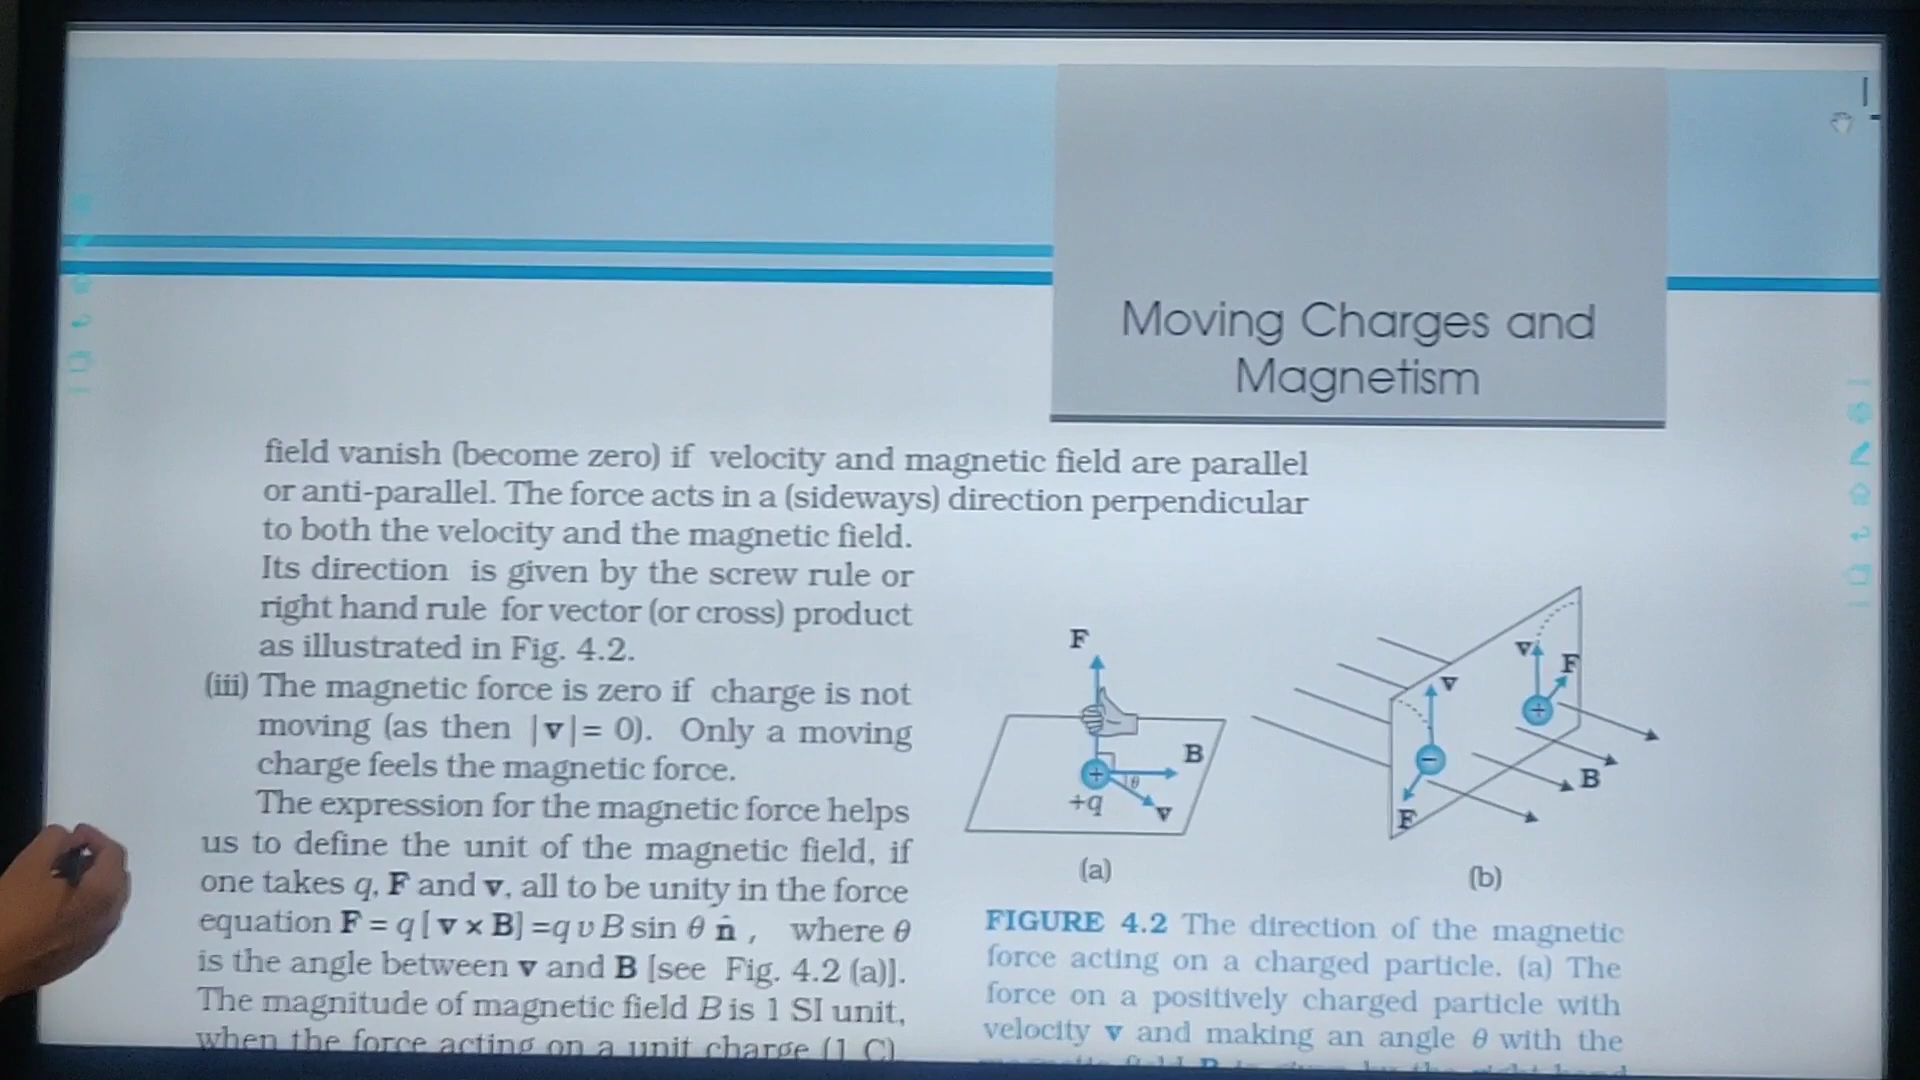 Moving Charges and
Magnetism
field vanish (become zero) if velocity and magnetic field are parallel
or anti-parallel. The force acts in a (sideways) direction perpendicular
to both the velocity and the magnetic field.
Its direction is given by the screw rule or
right hand rule for vector (or cross) product
as illustrated in Fig. 4.2.
(iii) The magnetic force is zero if charge is not
moving (as then |v|= 0). Only a moving
charge feels the magnetic force.
The expression for the magnetic force helps
us to define the unit of the magnetic field, if
one takes q, F and v, all to be unity in the force
equation F = q [ v × B] =q v B sin θ n̂ , where θ
is the angle between v and B [see Fig. 4.2 (a)].
The magnitude of magnetic field B is 1 SI unit,
when the force acting on a unit charge (1 C)
F
B
θ
+
+q
v
(a)
v
F
v
+
−
B
F
(b)
FIGURE 4.2 The direction of the magnetic
force acting on a charged particle. (a) The
force on a positively charged particle with
velocity v and making an angle θ with the